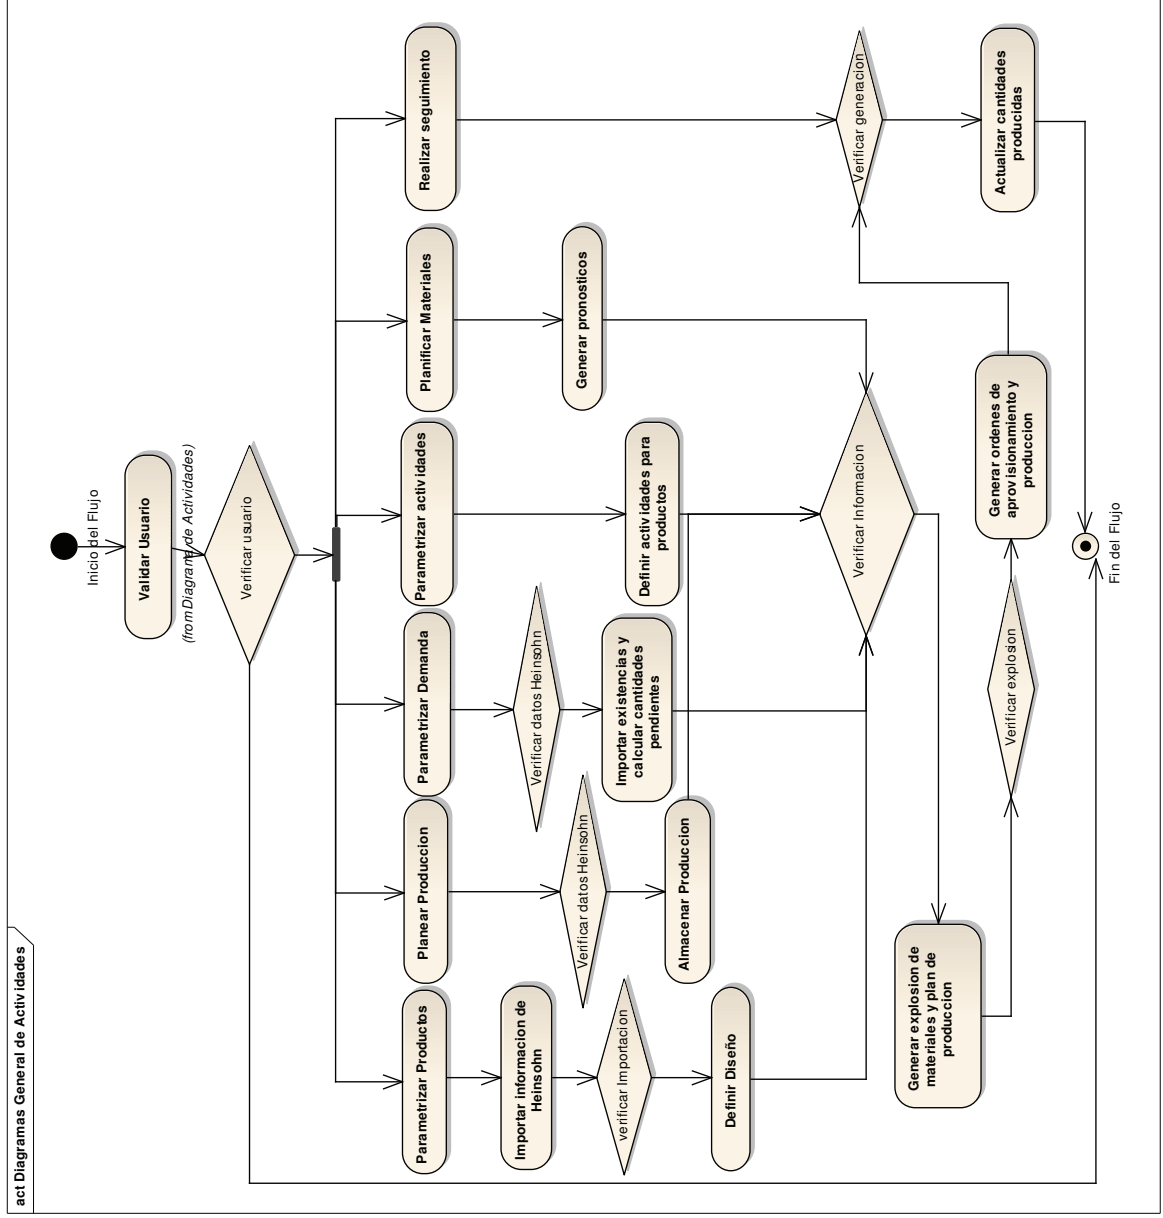 act Diagramas General de Actividades
Inicio del Flujo
Validar Usuario
(from Diagrama de Actividades)
Verificar usuario
Parametrizar Productos
Importar informacion de
Heinsohn
verificar Importacion
Definir Diseño
Planear Produccion
Verificar datos Heinsohn
Almacenar Produccion
Parametrizar Demanda
Verificar datos Heinsohn
Importar existencias y
calcular cantidades
pendientes
Parametrizar actividades
Definir actividades para
productos
Planificar Materiales
Generar pronosticos
Realizar seguimiento
Verificar Informacion
Generar explosion de
materiales y plan de
produccion
Verificar explosion
Generar ordenes de
aprovisionamiento y
produccion
Verificar generacion
Actualizar cantidades
producidas
Fin del Flujo